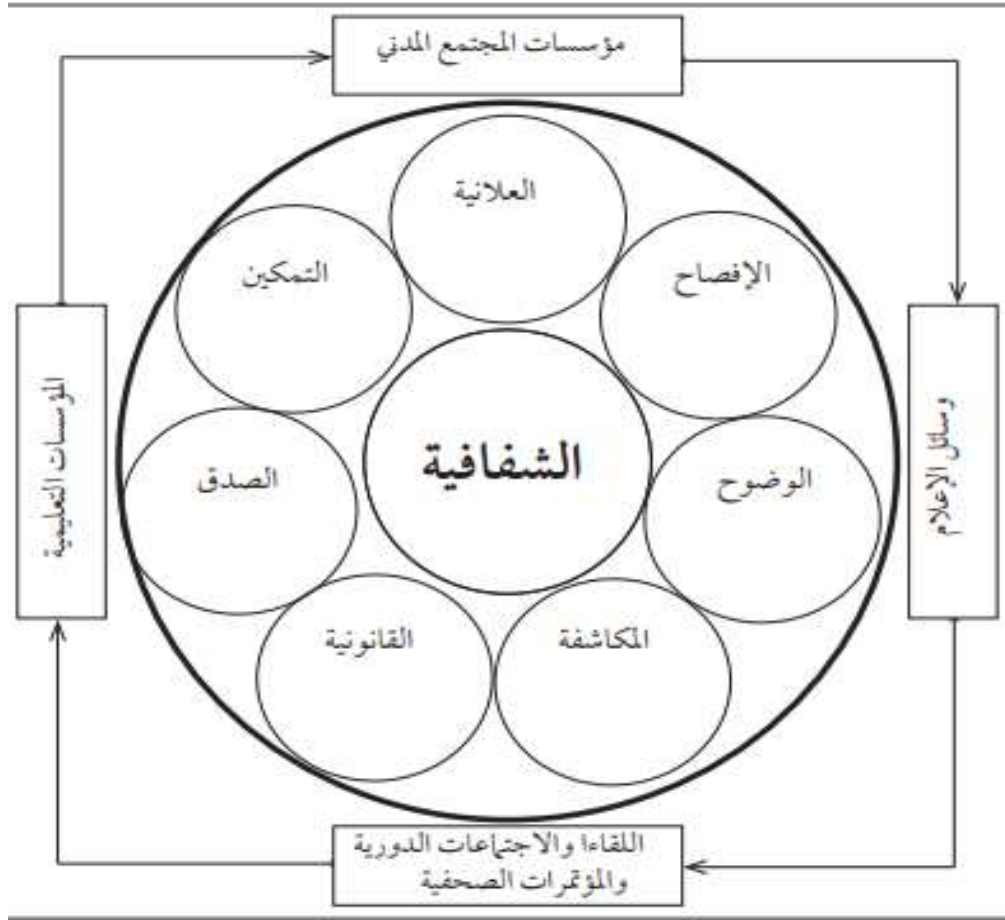 مؤسسات المجتمع المدني
العلانية
الإفصاح
التمكين
الشفافية
الوضوح
الصدق
المكاشفة
القانونية
وسائل الإعلام
المؤسسات التعليمية
اللقاءا والاجتماعات الدورية
والمؤتمرات الصحفية